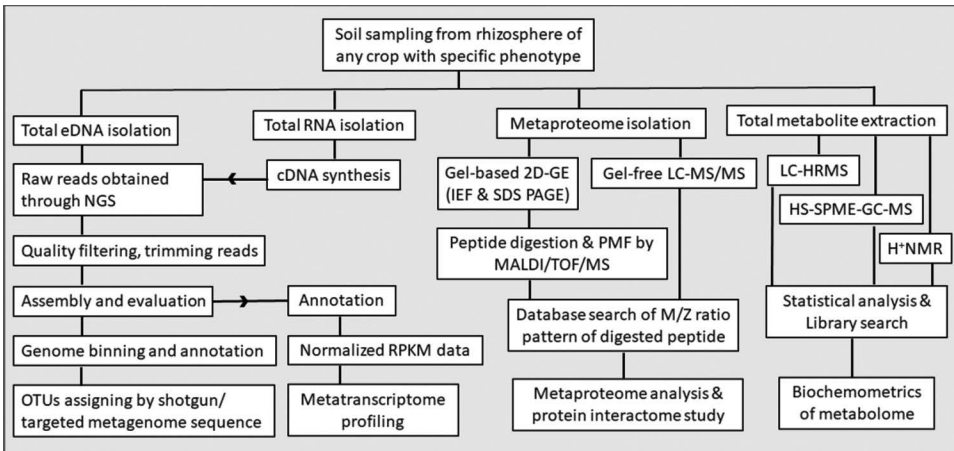 Soil sampling from rhizosphere of
any crop with specific phenotype
Total eDNA isolation
Total RNA isolation
Metaproteome isolation
Total metabolite extraction
Raw reads obtained
through NGS
cDNA synthesis
Gel-based 2D-GE
(IEF & SDS PAGE)
Gel-free LC-MS/MS
LC-HRMS
HS-SPME-GC-MS
H⁺NMR
Quality filtering, trimming reads
Peptide digestion & PMF by
MALDI/TOF/MS
Assembly and evaluation
Annotation
Database search of M/Z ratio
pattern of digested peptide
Statistical analysis &
Library search
Genome binning and annotation
Normalized RPKM data
OTUs assigning by shotgun/
targeted metagenome sequence
Metatranscriptome
profiling
Metaproteome analysis &
protein interactome study
Biochemometrics
of metabolome